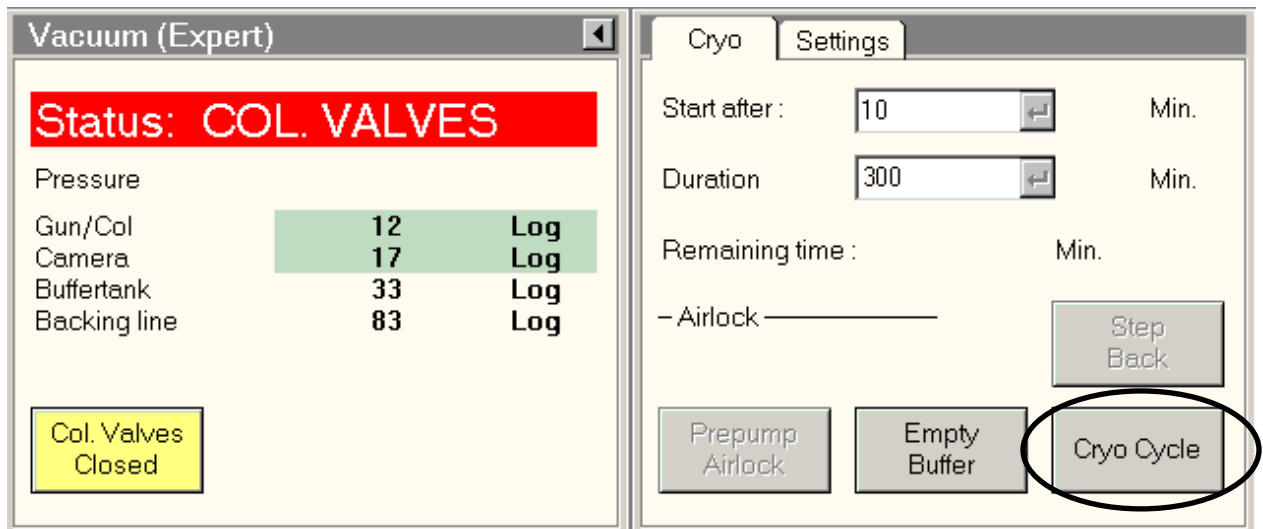 Vacuum (Expert)
Status: COL. VALVES
Pressure
Gun/Col 12 Log
Camera 17 Log
Buffertank 33 Log
Backing line 83 Log
Col. Valves
Closed
Cryo Settings
Start after : 10 Min.
Duration 300 Min.
Remaining time : Min.
Airlock
Step
Back
Prepump
Airlock
Empty
Buffer
Cryo Cycle